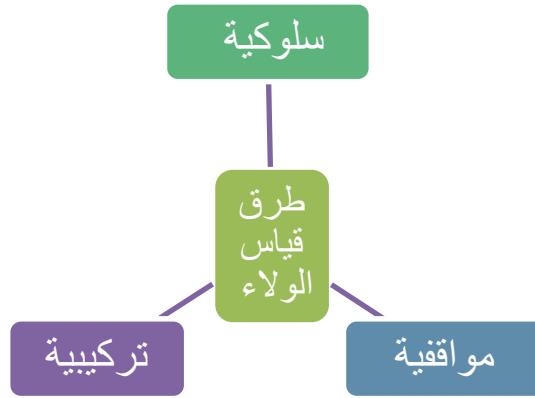 سلوكية
طرق
قياس
الولاء
مواقفية
تركيبية